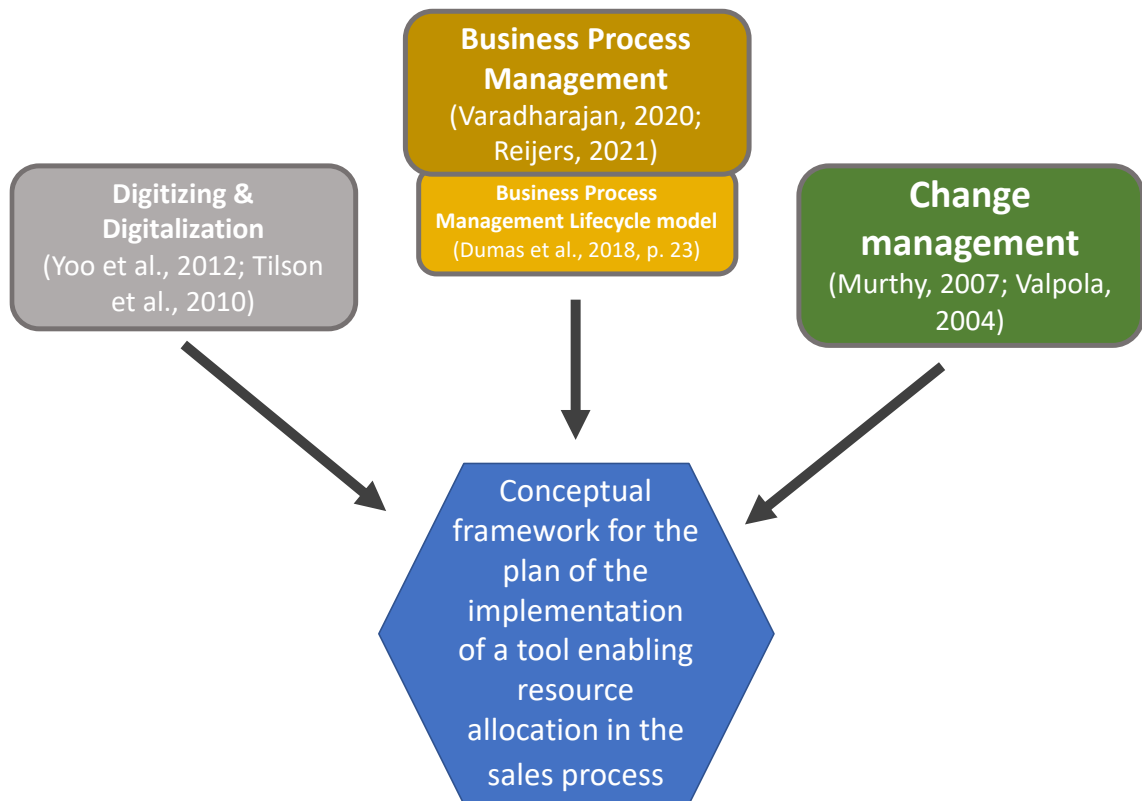 Business Process
Management
(Varadharajan, 2020;
Reijers, 2021)
Business Process
Management Lifecycle model
(Dumas et al., 2018, p. 23)
Digitizing &
Digitalization
(Yoo et al., 2012; Tilson
et al., 2010)
Change
management
(Murthy, 2007; Valpola,
2004)
Conceptual
framework for the
plan of the
implementation
of a tool enabling
resource
allocation in the
sales process